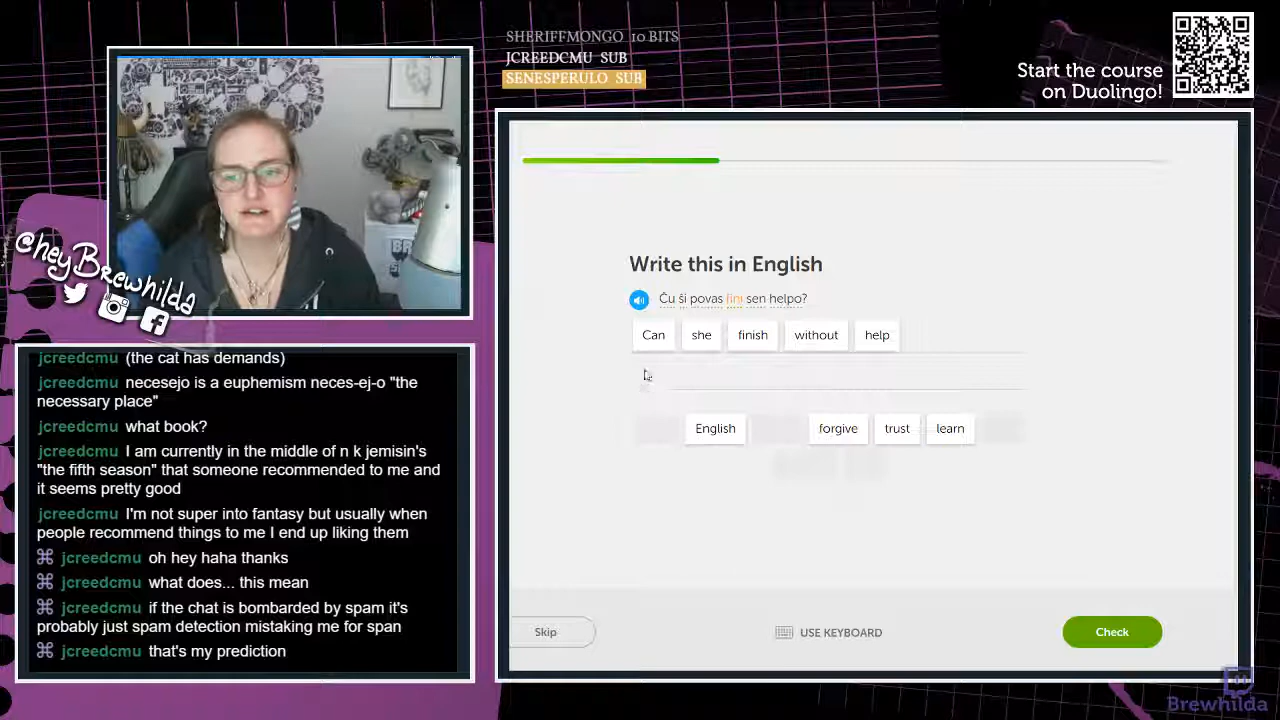 SHERIFFMONGO 10 BITS
JCREEDCMU SUB
SENESPERULO SUB
Start the course
on Duolingo!
@heyBrewhilda
Write this in English
Ĉu ŝi povas fini sen helpo?
Can she finish without help
English forgive trust learn
Skip
USE KEYBOARD
Check
jcreedcmu (the cat has demands)
jcreedcmu necesejo is a euphemism neces-ej-o "the
necessary place"
jcreedcmu what book?
jcreedcmu I am currently in the middle of n k jemisin's
"the fifth season" that someone recommended to me and
it seems pretty good
jcreedcmu I'm not super into fantasy but usually when
people recommend things to me I end up liking them
jcreedcmu oh hey haha thanks
jcreedcmu what does... this mean
jcreedcmu if the chat is bombarded by spam it's
probably just spam detection mistaking me for span
jcreedcmu that's my prediction
Brewhilda